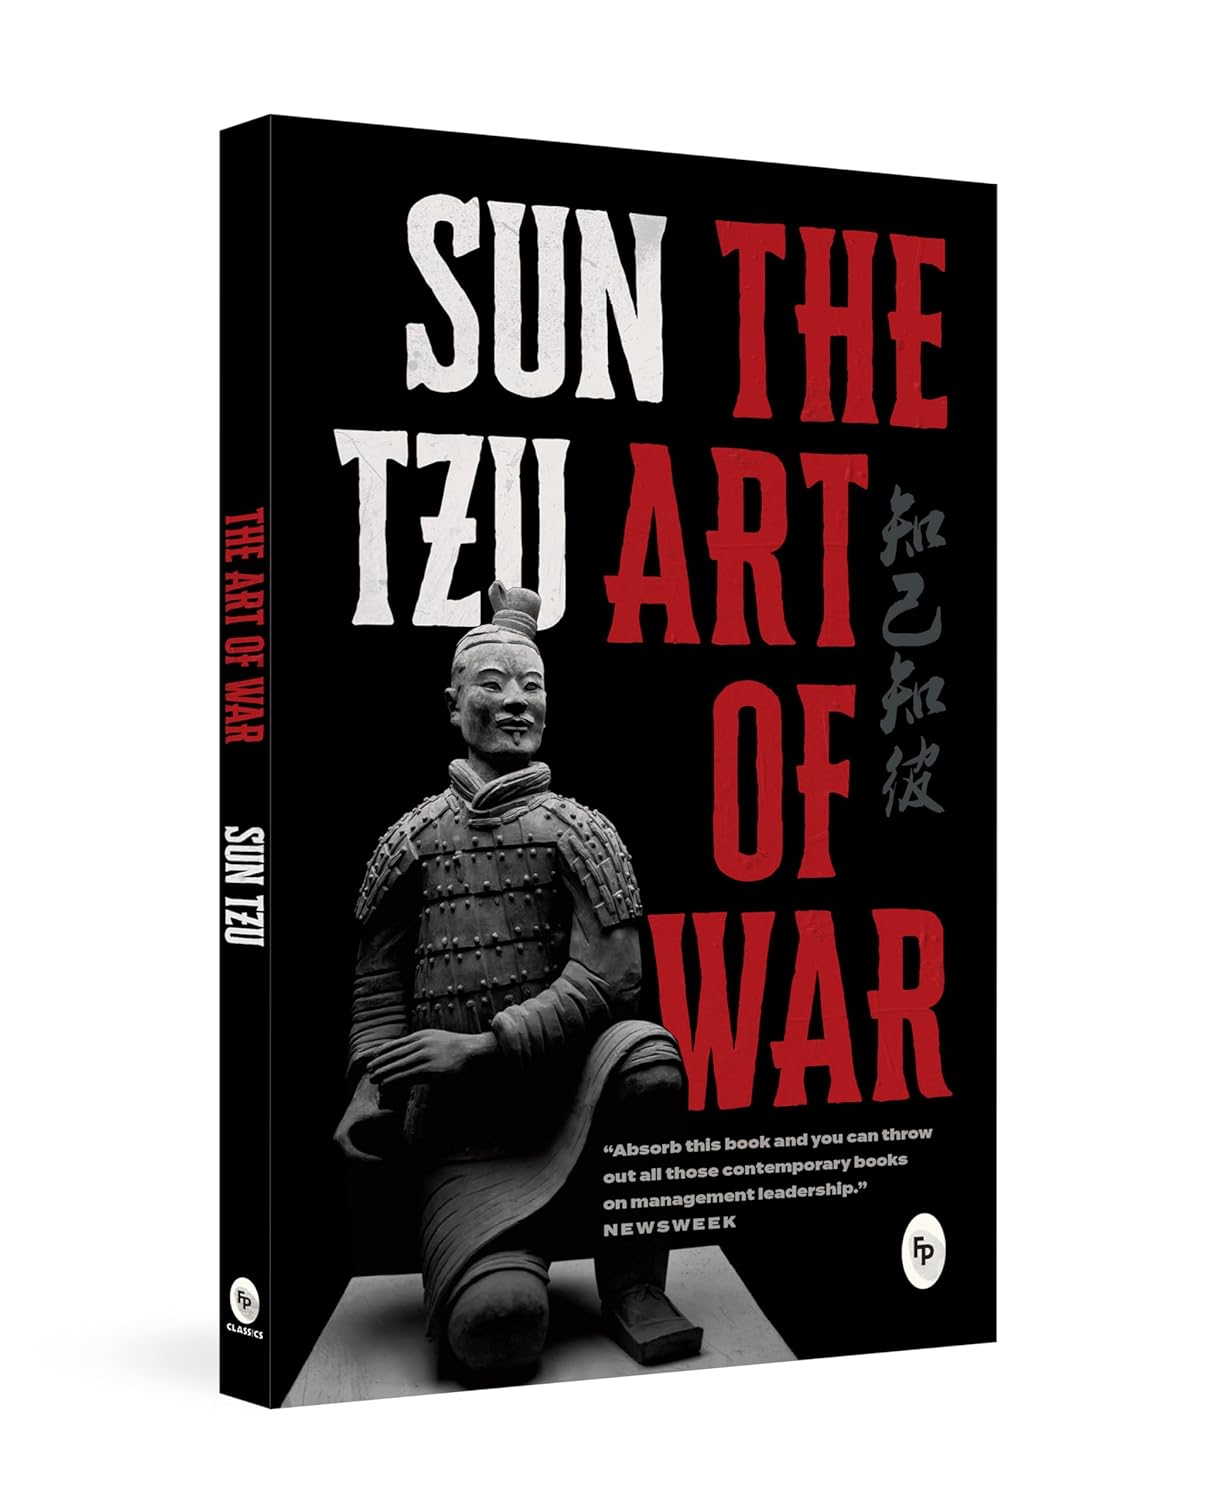 SUN THE
TZU ART
OF
WAR
知己知彼
“Absorb this book and you can throw
out all those contemporary books
on management leadership.”
NEWSWEEK
FP
THE ART OF WAR
SUN TZU
FP
CLASSICS